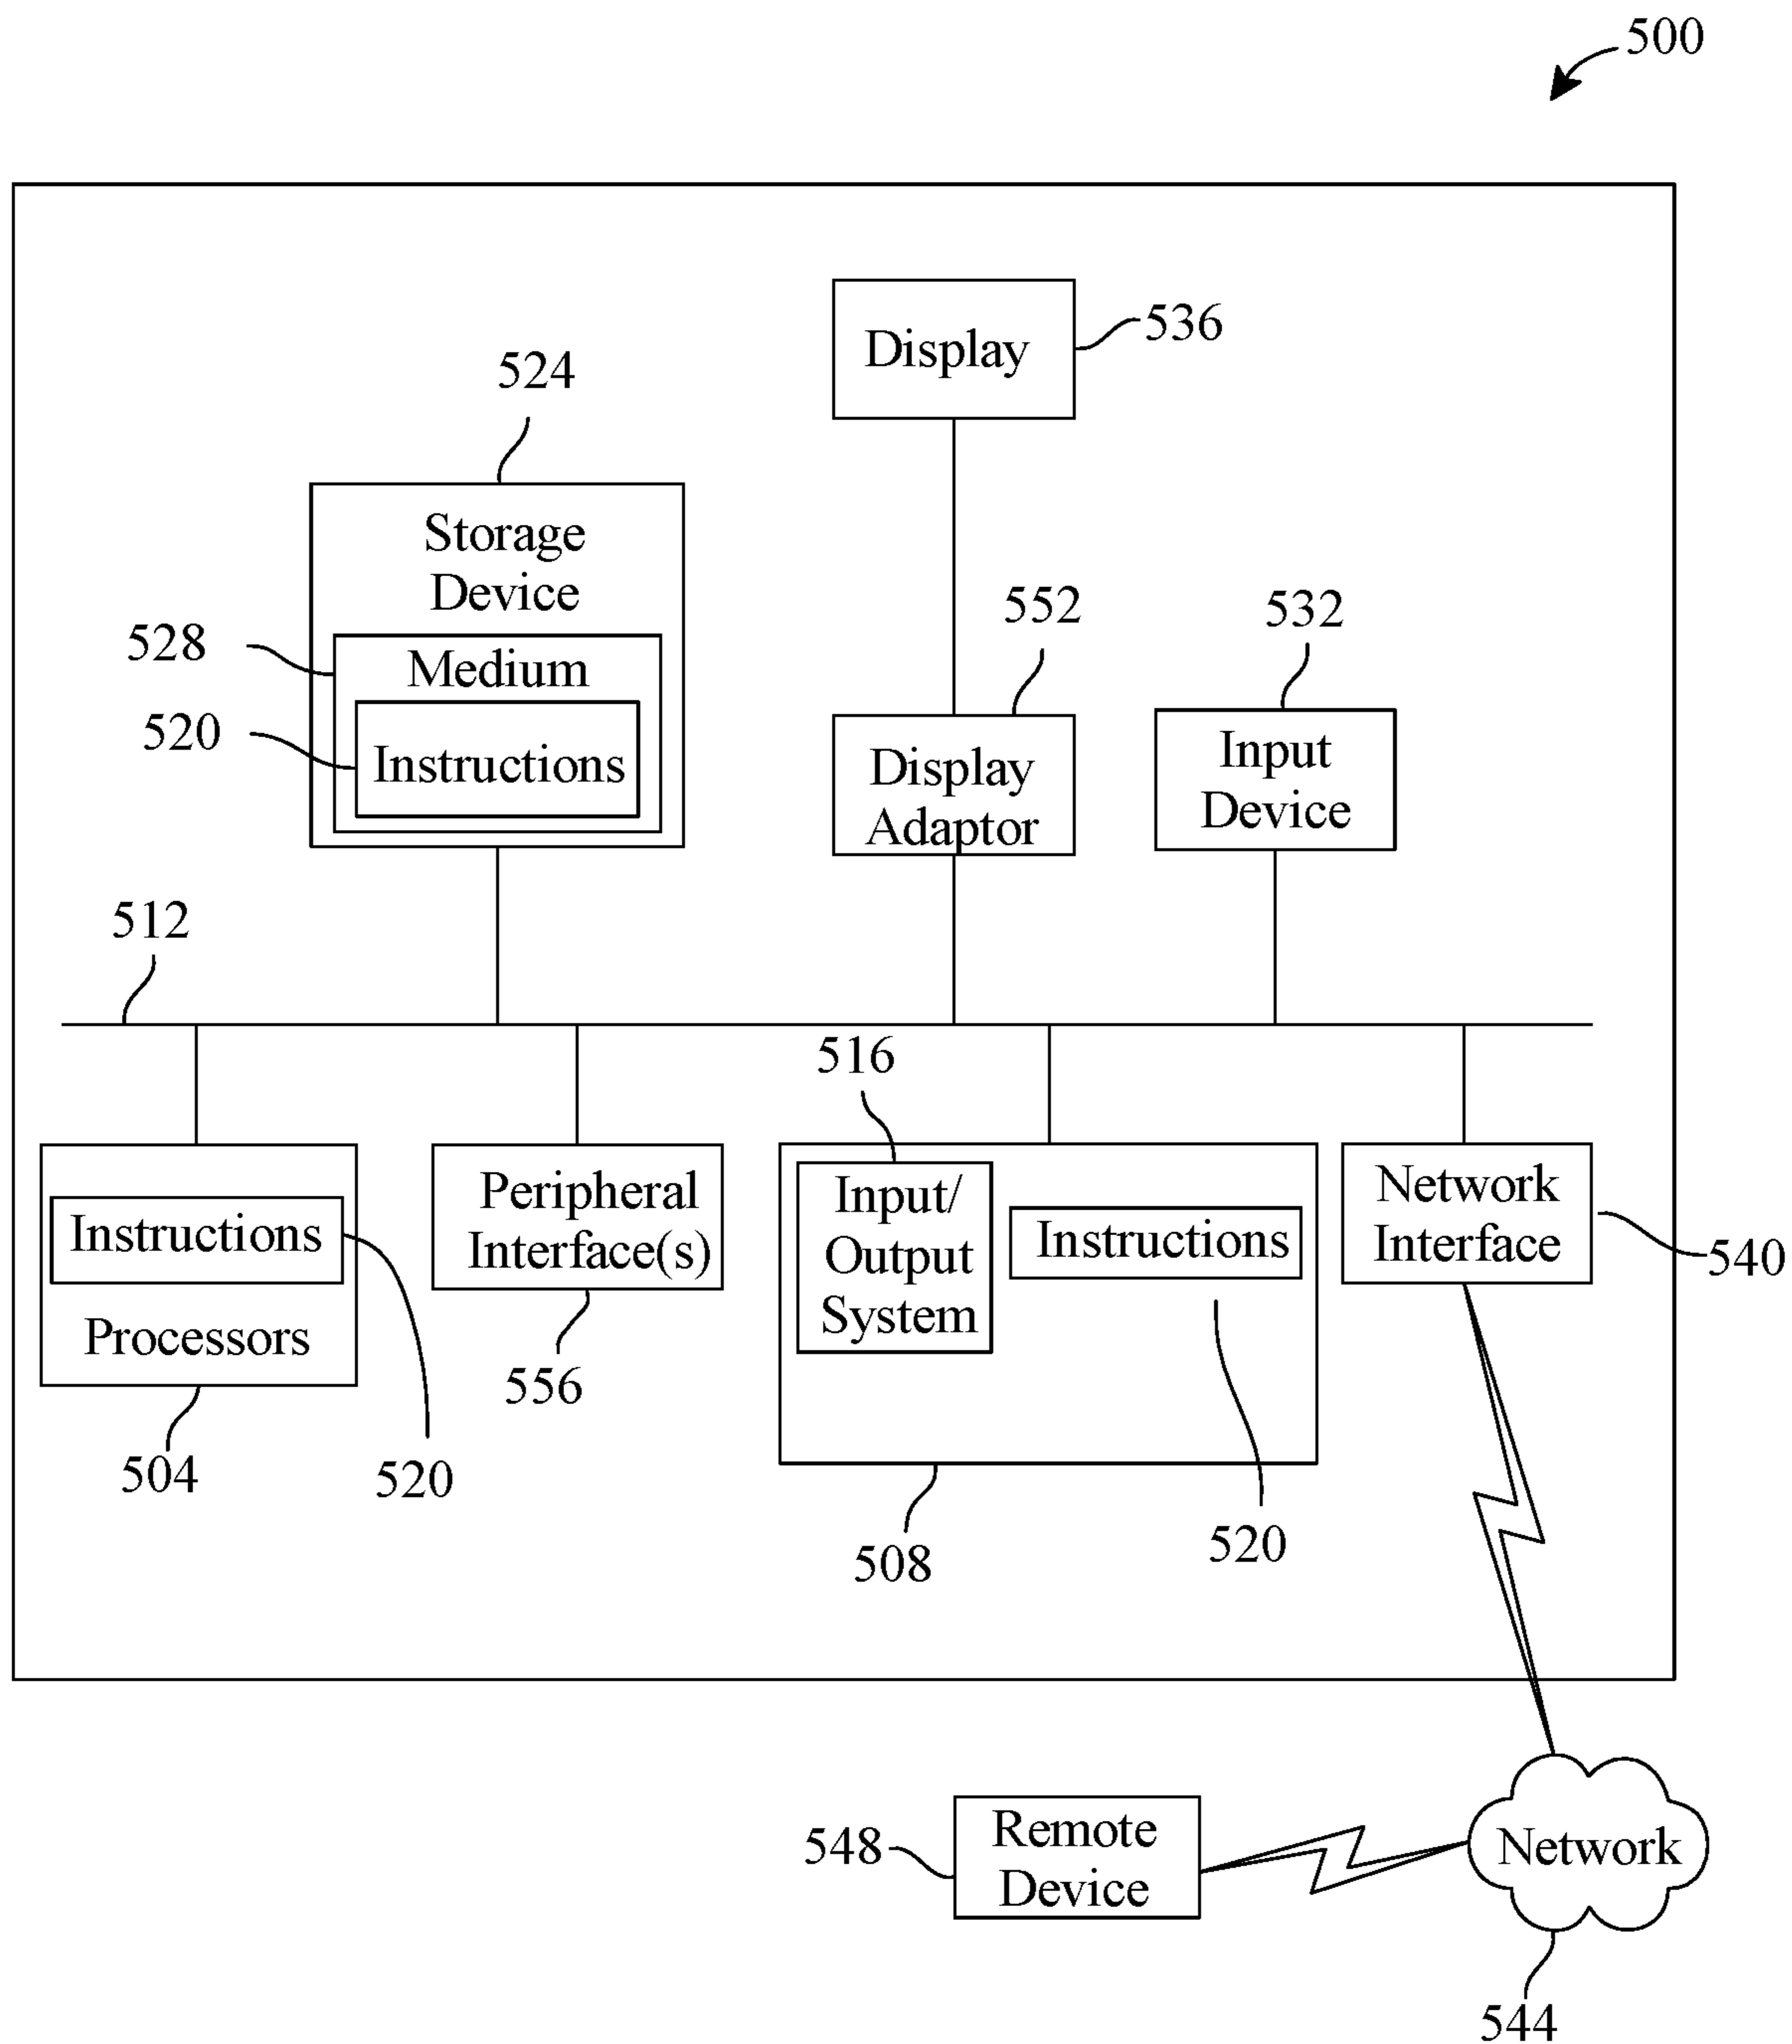 500
Display
536
524
Storage
Device
528
Medium
520
Instructions
552
Display
Adaptor
532
Input
Device
512
516
Instructions
Processors
504
520
Peripheral
Interface(s)
556
Input/
Output
System
Instructions
508
520
Network
Interface
540
548
Remote
Device
Network
544